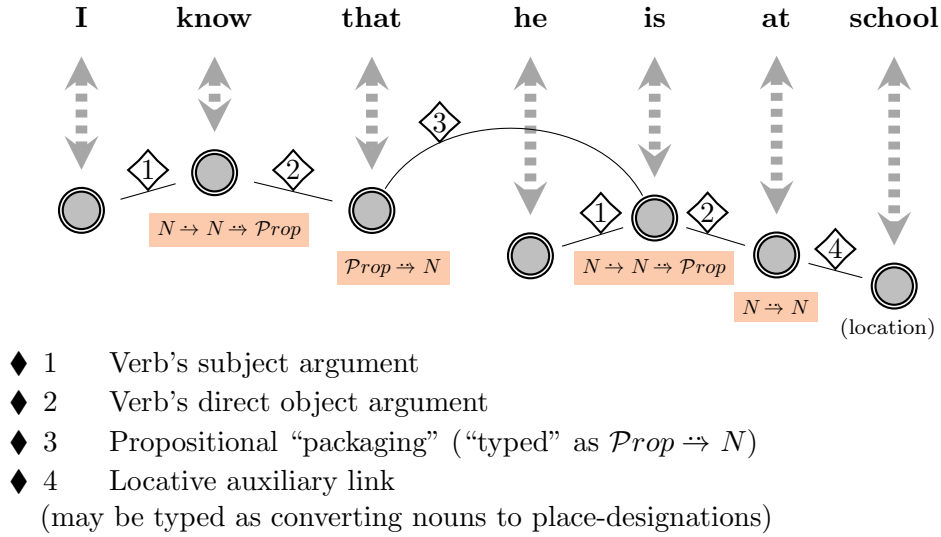 I know that he is at school
3
1 2 1 2 4
N → N → Prop
Prop → N
N → N → Prop
N → N
(location)
♦ 1 Verb's subject argument
♦ 2 Verb's direct object argument
♦ 3 Propositional “packaging” (“typed” as Prop → N)
♦ 4 Locative auxiliary link
(may be typed as converting nouns to place-designations)